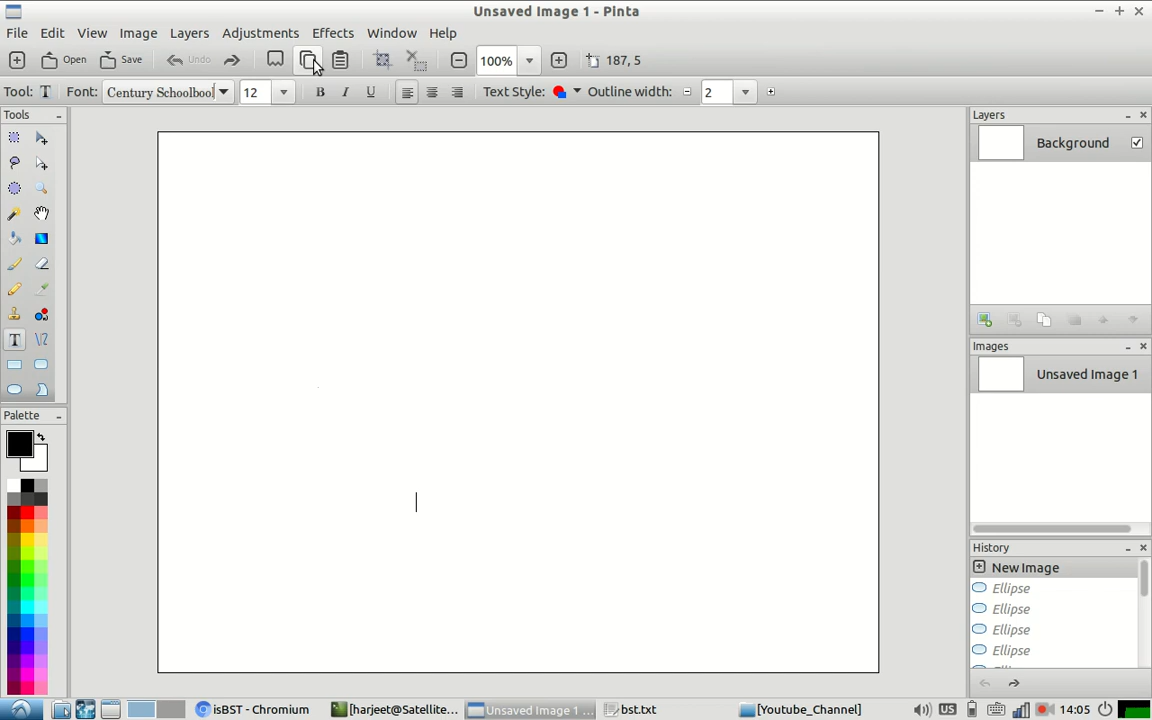 Unsaved Image 1 - Pinta
File Edit View Image Layers Adjustments Effects Window Help
Open Save Undo 100% 187, 5
Tool: T Font: Century Schoolbool 12 B I U Text Style: Outline width: 2
Tools
Layers
Background
Images
Unsaved Image 1
Palette
History
New Image
Ellipse
Ellipse
Ellipse
Ellipse
isBST - Chromium [harjeet@Satellite... Unsaved Image 1 ... bst.txt [Youtube_Channel] US 14:05